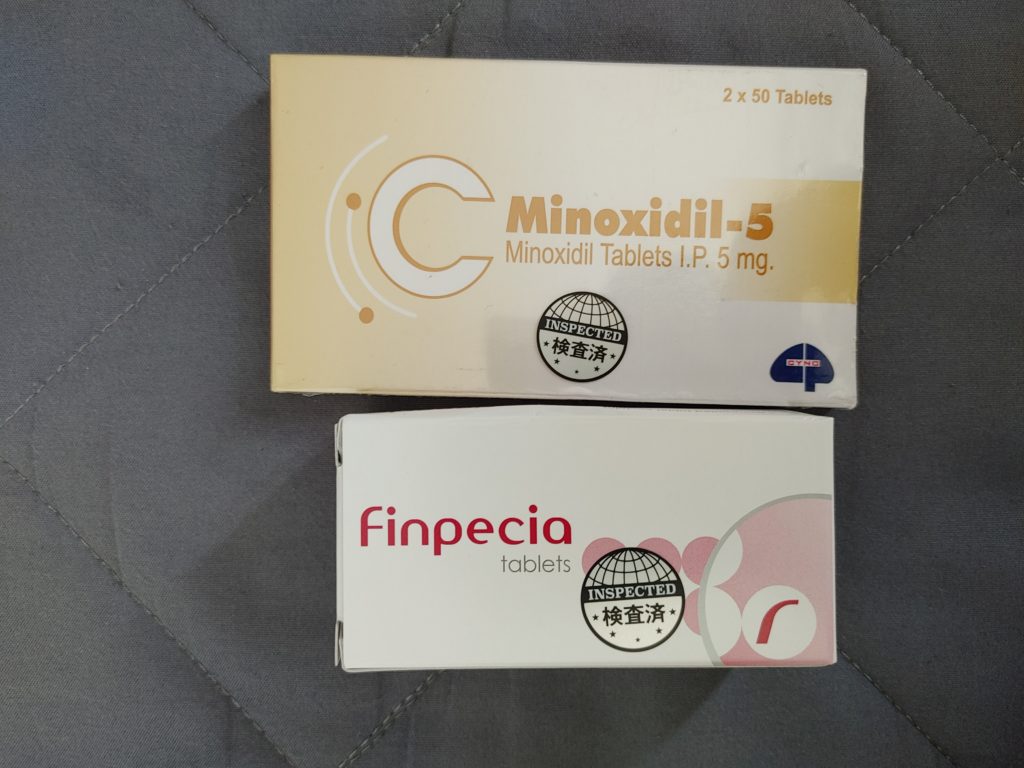 2 x 50 Tablets
C
Minoxidil-5
Minoxidil Tablets I.P. 5 mg.
INSPECTED
検査済
CYNO
Finpecia
tablets
INSPECTED
検査済